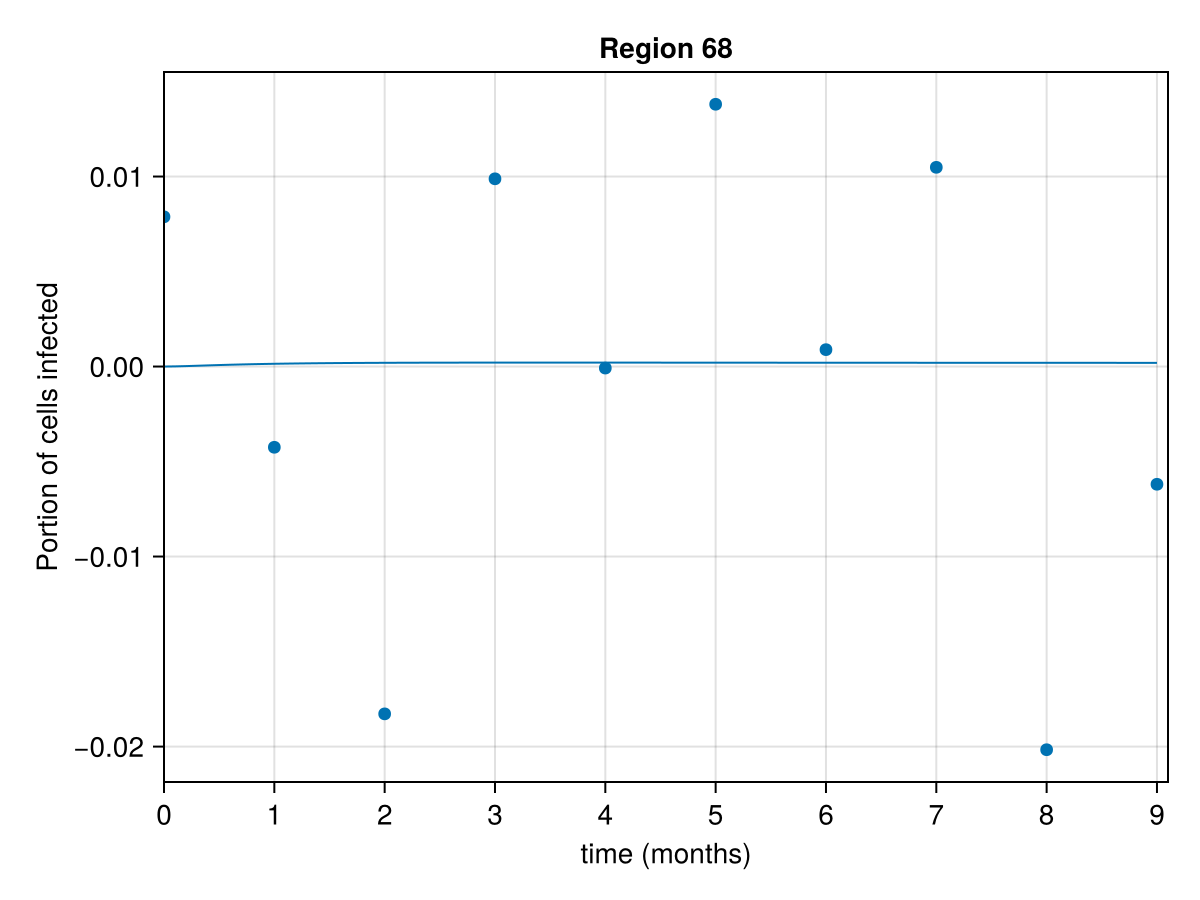 Region 68
Portion of cells infected
0.01
0.00
−0.01
−0.02
0 1 2 3 4 5 6 7 8 9
time (months)